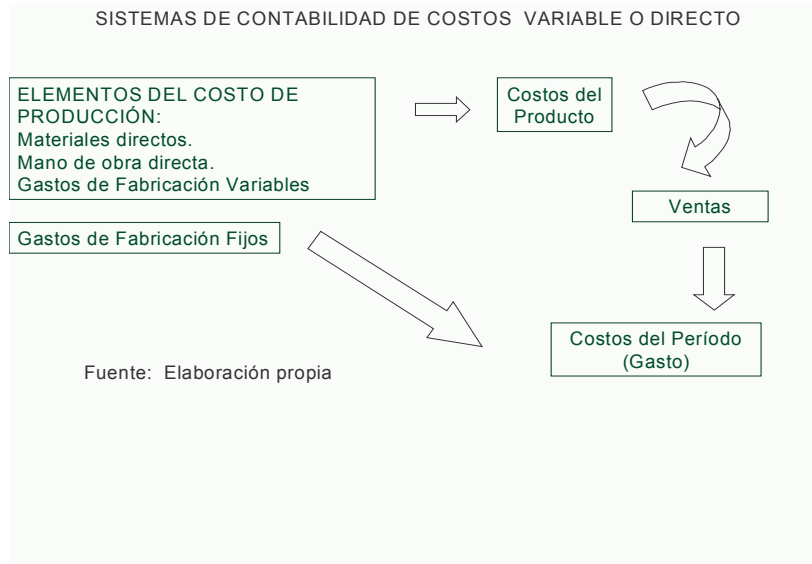 SISTEMAS DE CONTABILIDAD DE COSTOS VARIABLE O DIRECTO
ELEMENTOS DEL COSTO DE
PRODUCCIÓN:
Materiales directos.
Mano de obra directa.
Gastos de Fabricación Variables
Costos del
Producto
Ventas
Gastos de Fabricación Fijos
Costos del Período
(Gasto)
Fuente: Elaboración propia